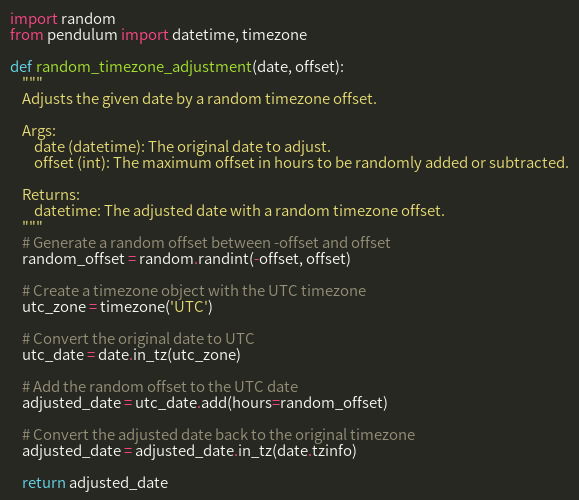 import random
from pendulum import datetime, timezone

def random_timezone_adjustment(date, offset):
    """
    Adjusts the given date by a random timezone offset.

    Args:
        date (datetime): The original date to adjust.
        offset (int): The maximum offset in hours to be randomly added or subtracted.

    Returns:
        datetime: The adjusted date with a random timezone offset.
    """
    # Generate a random offset between -offset and offset
    random_offset = random.randint(-offset, offset)

    # Create a timezone object with the UTC timezone
    utc_zone = timezone('UTC')

    # Convert the original date to UTC
    utc_date = date.in_tz(utc_zone)

    # Add the random offset to the UTC date
    adjusted_date = utc_date.add(hours=random_offset)

    # Convert the adjusted date back to the original timezone
    adjusted_date = adjusted_date.in_tz(date.tzinfo)

    return adjusted_date